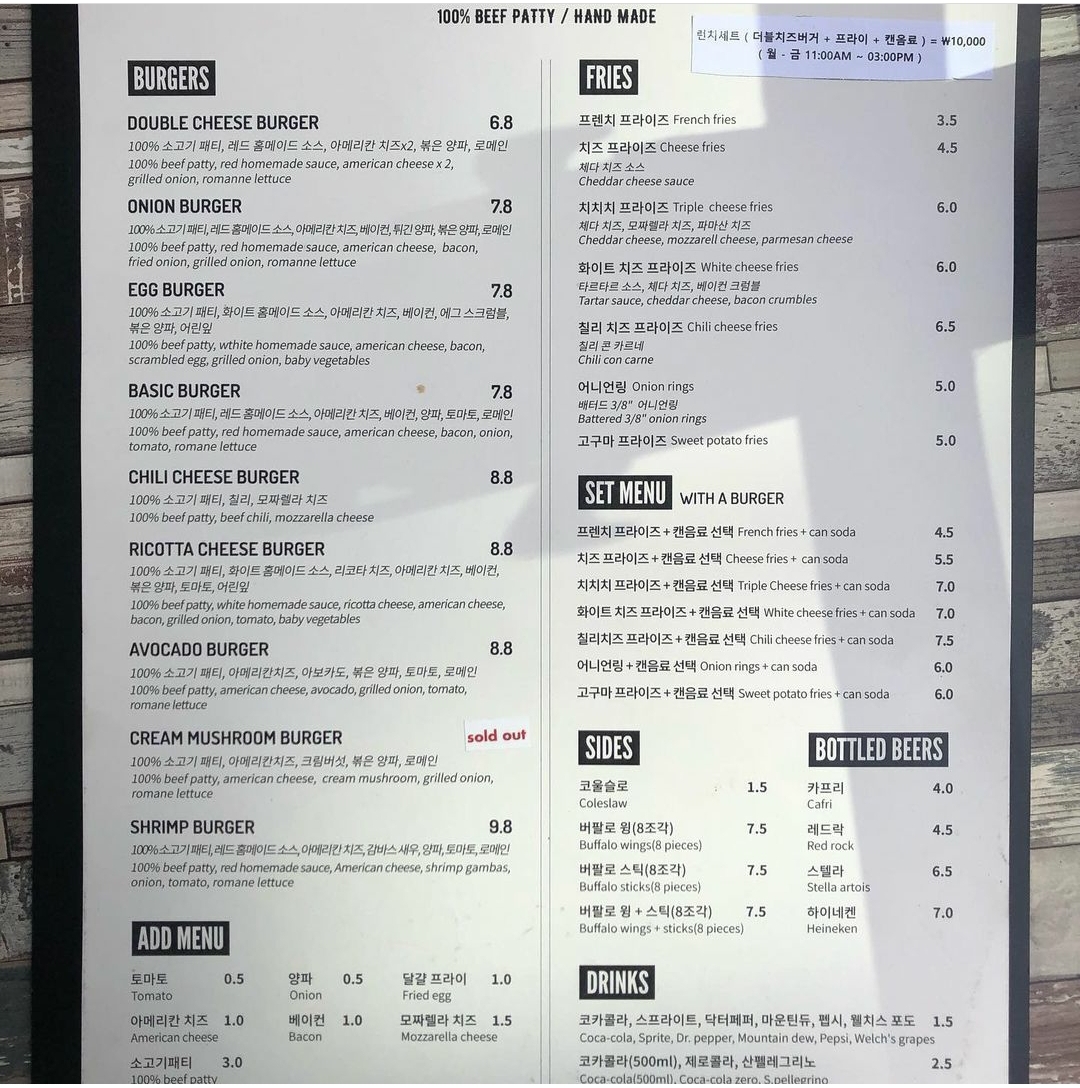 100% BEEF PATTY / HAND MADE
런치세트 ( 더블치즈버거 + 프라이 + 캔음료 ) = ₩10,000
( 월 - 금 11:00AM ~ 03:00PM )
BURGERS
DOUBLE CHEESE BURGER 6.8
100% 소고기 패티, 레드 홈메이드 소스, 아메리칸 치즈x2, 볶은 양파, 로메인
100% beef patty, red homemade sauce, american cheese x 2,
grilled onion, romanne lettuce
ONION BURGER 7.8
100% 소고기 패티, 레드 홈메이드 소스, 아메리칸 치즈, 베이컨, 튀긴 양파, 볶은 양파, 로메인
100% beef patty, red homemade sauce, american cheese, bacon,
fried onion, grilled onion, romanne lettuce
EGG BURGER 7.8
100% 소고기 패티, 화이트 홈메이드 소스, 아메리칸 치즈, 베이컨, 에그 스크럼블,
볶은 양파, 어린잎
100% beef patty, wthite homemade sauce, american cheese, bacon,
scrambled egg, grilled onion, baby vegetables
BASIC BURGER 7.8
100% 소고기 패티, 레드 홈메이드 소스, 아메리칸 치즈, 베이컨, 양파, 토마토, 로메인
100% beef patty, red homemade sauce, american cheese, bacon, onion,
tomato, romane lettuce
CHILI CHEESE BURGER 8.8
100% 소고기 패티, 칠리, 모짜렐라 치즈
100% beef patty, beef chili, mozzarella cheese
RICOTTA CHEESE BURGER 8.8
100% 소고기 패티, 화이트 홈메이드 소스, 리코타 치즈, 아메리칸 치즈, 베이컨,
볶은 양파, 토마토, 어린잎
100% beef patty, white homemade sauce, ricotta cheese, american cheese,
bacon, grilled onion, tomato, baby vegetables
AVOCADO BURGER 8.8
100% 소고기 패티, 아메리칸치즈, 아보카도, 볶은 양파, 토마토, 로메인
100% beef patty, american cheese, avocado, grilled onion, tomato,
romane lettuce
CREAM MUSHROOM BURGER sold out
100% 소고기 패티, 아메리칸치즈, 크림버섯, 볶은 양파, 로메인
100% beef patty, american cheese, cream mushroom, grilled onion,
romane lettuce
SHRIMP BURGER 9.8
100% 소고기 패티, 레드 홈메이드 소스, 아메리칸 치즈, 감바스 새우, 양파, 토마토, 로메인
100% beef patty, red homemade sauce, American cheese, shrimp gambas,
onion, tomato, romane lettuce
ADD MENU
토마토 0.5 양파 0.5 달걀 프라이 1.0
Tomato Onion Fried egg
아메리칸 치즈 1.0 베이컨 1.0 모짜렐라 치즈 1.5
American cheese Bacon Mozzarella cheese
소고기패티 3.0
100% beef patty
FRIES
프렌치 프라이즈 French fries 3.5
치즈 프라이즈 Cheese fries 4.5
체다 치즈 소스
Cheddar cheese sauce
치치치 프라이즈 Triple cheese fries 6.0
체다 치즈, 모짜렐라 치즈, 파마산 치즈
Cheddar cheese, mozzarell cheese, parmesan cheese
화이트 치즈 프라이즈 White cheese fries 6.0
타르타르 소스, 체다 치즈, 베이컨 크럼블
Tartar sauce, cheddar cheese, bacon crumbles
칠리 치즈 프라이즈 Chili cheese fries 6.5
칠리 콘 카르네
Chili con carne
어니언링 Onion rings 5.0
배터드 3/8" 어니언링
Battered 3/8" onion rings
고구마 프라이즈 Sweet potato fries 5.0
SET MENU WITH A BURGER
프렌치 프라이즈 + 캔음료 선택 French fries + can soda 4.5
치즈 프라이즈 + 캔음료 선택 Cheese fries + can soda 5.5
치치치 프라이즈 + 캔음료 선택 Triple Cheese fries + can soda 7.0
화이트 치즈 프라이즈 + 캔음료 선택 White cheese fries + can soda 7.0
칠리치즈 프라이즈 + 캔음료 선택 Chili cheese fries + can soda 7.5
어니언링 + 캔음료 선택 Onion rings + can soda 6.0
고구마 프라이즈 + 캔음료 선택 Sweet potato fries + can soda 6.0
SIDES
코울슬로 1.5
Coleslaw
버팔로 윙(8조각) 7.5
Buffalo wings(8 pieces)
버팔로 스틱(8조각) 7.5
Buffalo sticks(8 pieces)
버팔로 윙 + 스틱(8조각) 7.5
Buffalo wings + sticks(8 pieces)
BOTTLED BEERS
카프리 4.0
Cafri
레드락 4.5
Red rock
스텔라 6.5
Stella artois
하이네켄 7.0
Heineken
DRINKS
코카콜라, 스프라이트, 닥터페퍼, 마운틴듀, 펩시, 웰치스 포도 1.5
Coca-cola, Sprite, Dr. pepper, Mountain dew, Pepsi, Welch's grapes
코카콜라(500ml), 제로콜라, 산펠레그리노 2.5
Coca-cola(500ml), Coca-cola zero, S.pellegrino